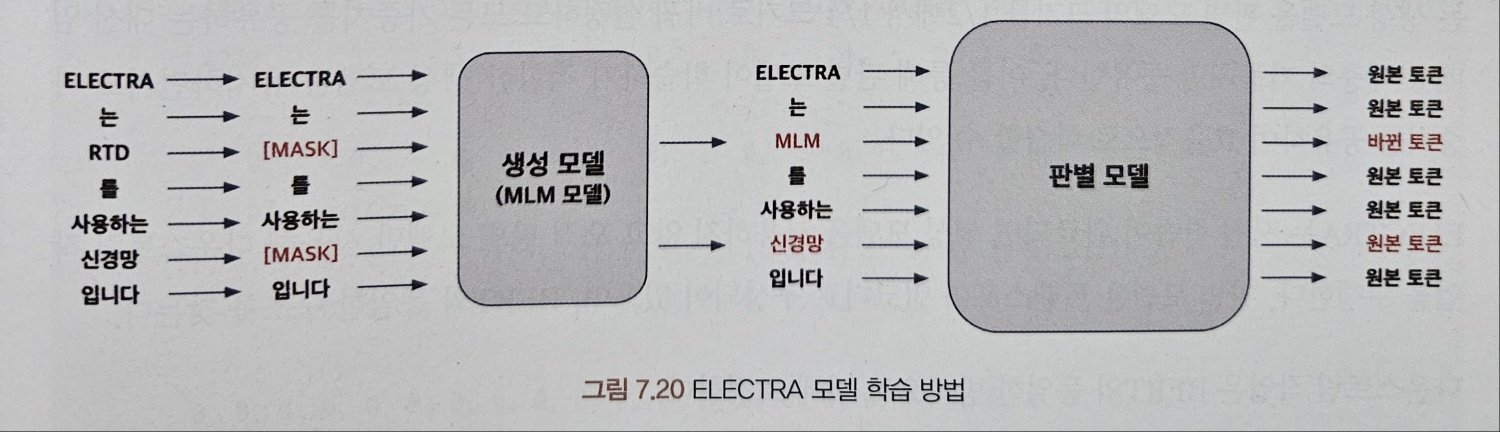 ELECTRA
는
RTD
를
사용하는
신경망
입니다
ELECTRA
는
[MASK]
를
사용하는
[MASK]
입니다
생성 모델
(MLM 모델)
ELECTRA
는
MLM
를
사용하는
신경망
입니다
판별 모델
원본 토큰
원본 토큰
바뀐 토큰
원본 토큰
원본 토큰
원본 토큰
원본 토큰
그림 7.20 ELECTRA 모델 학습 방법